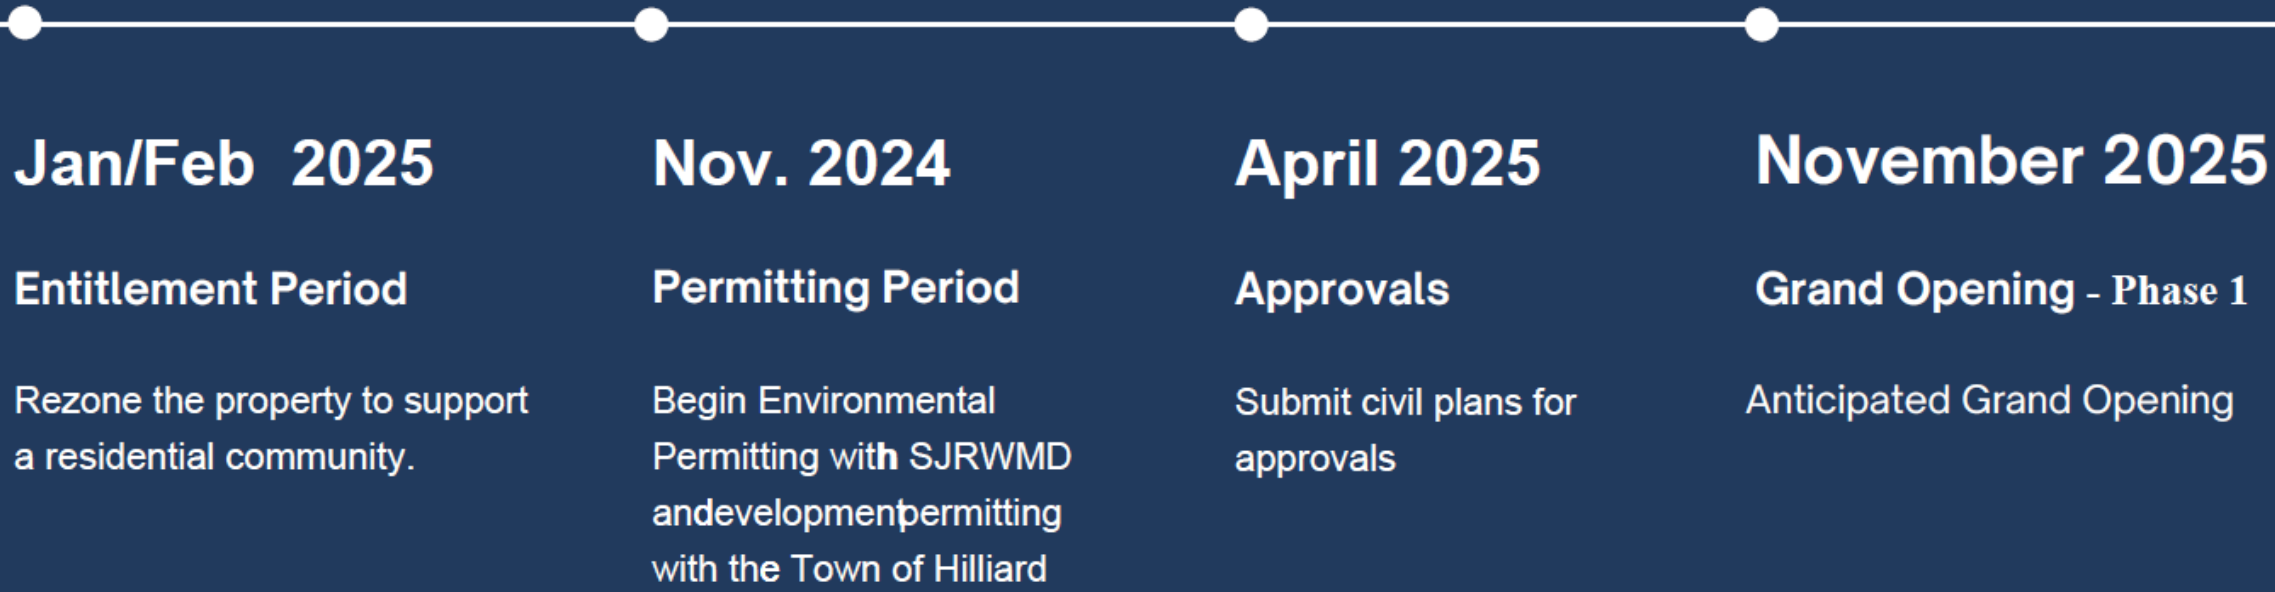 Jan/Feb 2025
Entitlement Period
Rezone the property to support
a residential community.
Nov. 2024
Permitting Period
Begin Environmental
Permitting with SJRWMD
andevelopmentpermitting
with the Town of Hilliard
April 2025
Approvals
Submit civil plans for
approvals
November 2025
Grand Opening - Phase 1
Anticipated Grand Opening